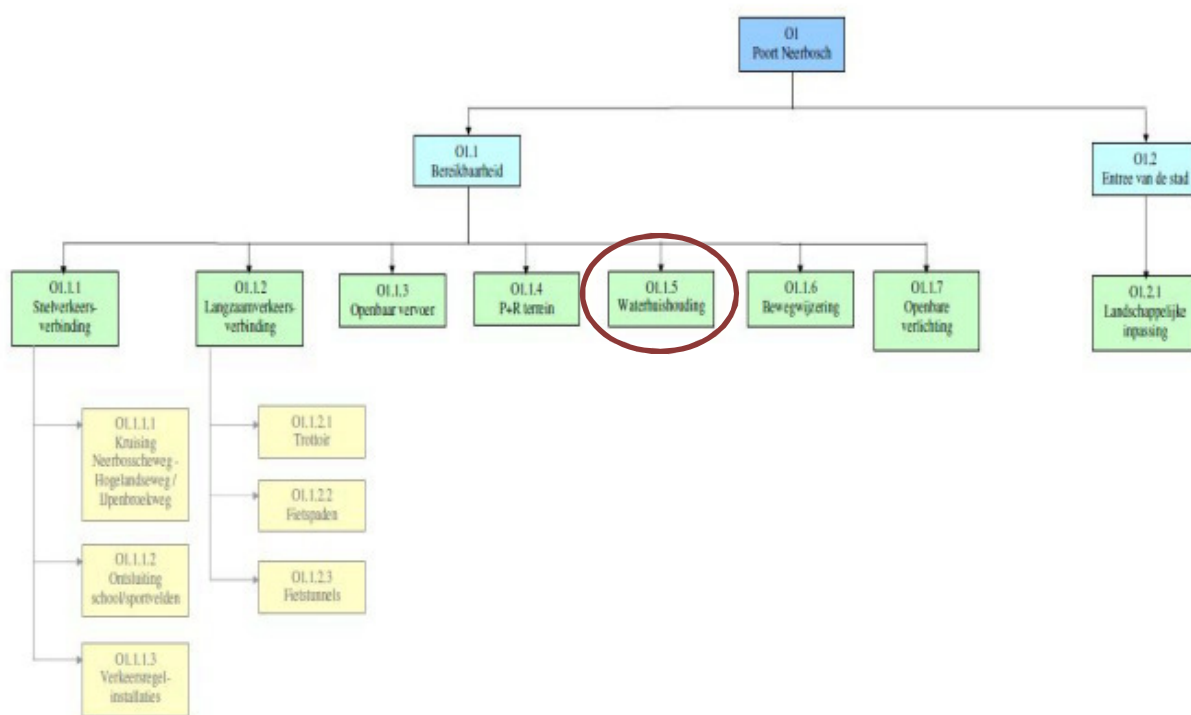 O1
Poort Neerbosch
O1.1
Bereikbaarheid
O1.2
Entree van de stad
O1.1.1
Snelverkeers-
verbinding
O1.1.2
Langzaamverkeers-
verbinding
O1.1.3
Openbaar vervoer
O1.1.4
P+R terrein
O1.1.5
Waterhuishouding
O1.1.6
Bewegwijzering
O1.1.7
Openbare
verlichting
O1.2.1
Landschappelijke
inpassing
O1.1.1.1
Kruising
Neerbosscheweg -
Hogelandseweg /
IJpenbroekweg
O1.1.1.2
Ontsluiting
school/sportvelden
O1.1.1.3
Verkeersregel-
installaties
O1.1.2.1
Trottoir
O1.1.2.2
Fietspaden
O1.1.2.3
Fietstunnels